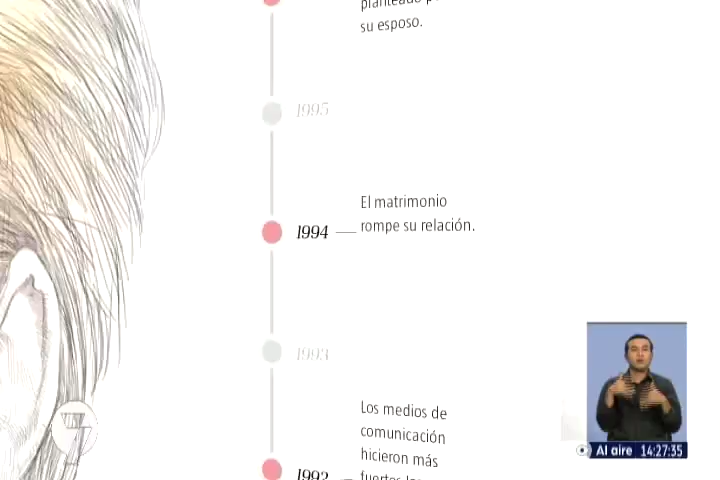 su esposo.
1995
El matrimonio
1994
rompe su relación.
1993
Los medios de
comunicación
hicieron más
1992
Al aire 14:27:35